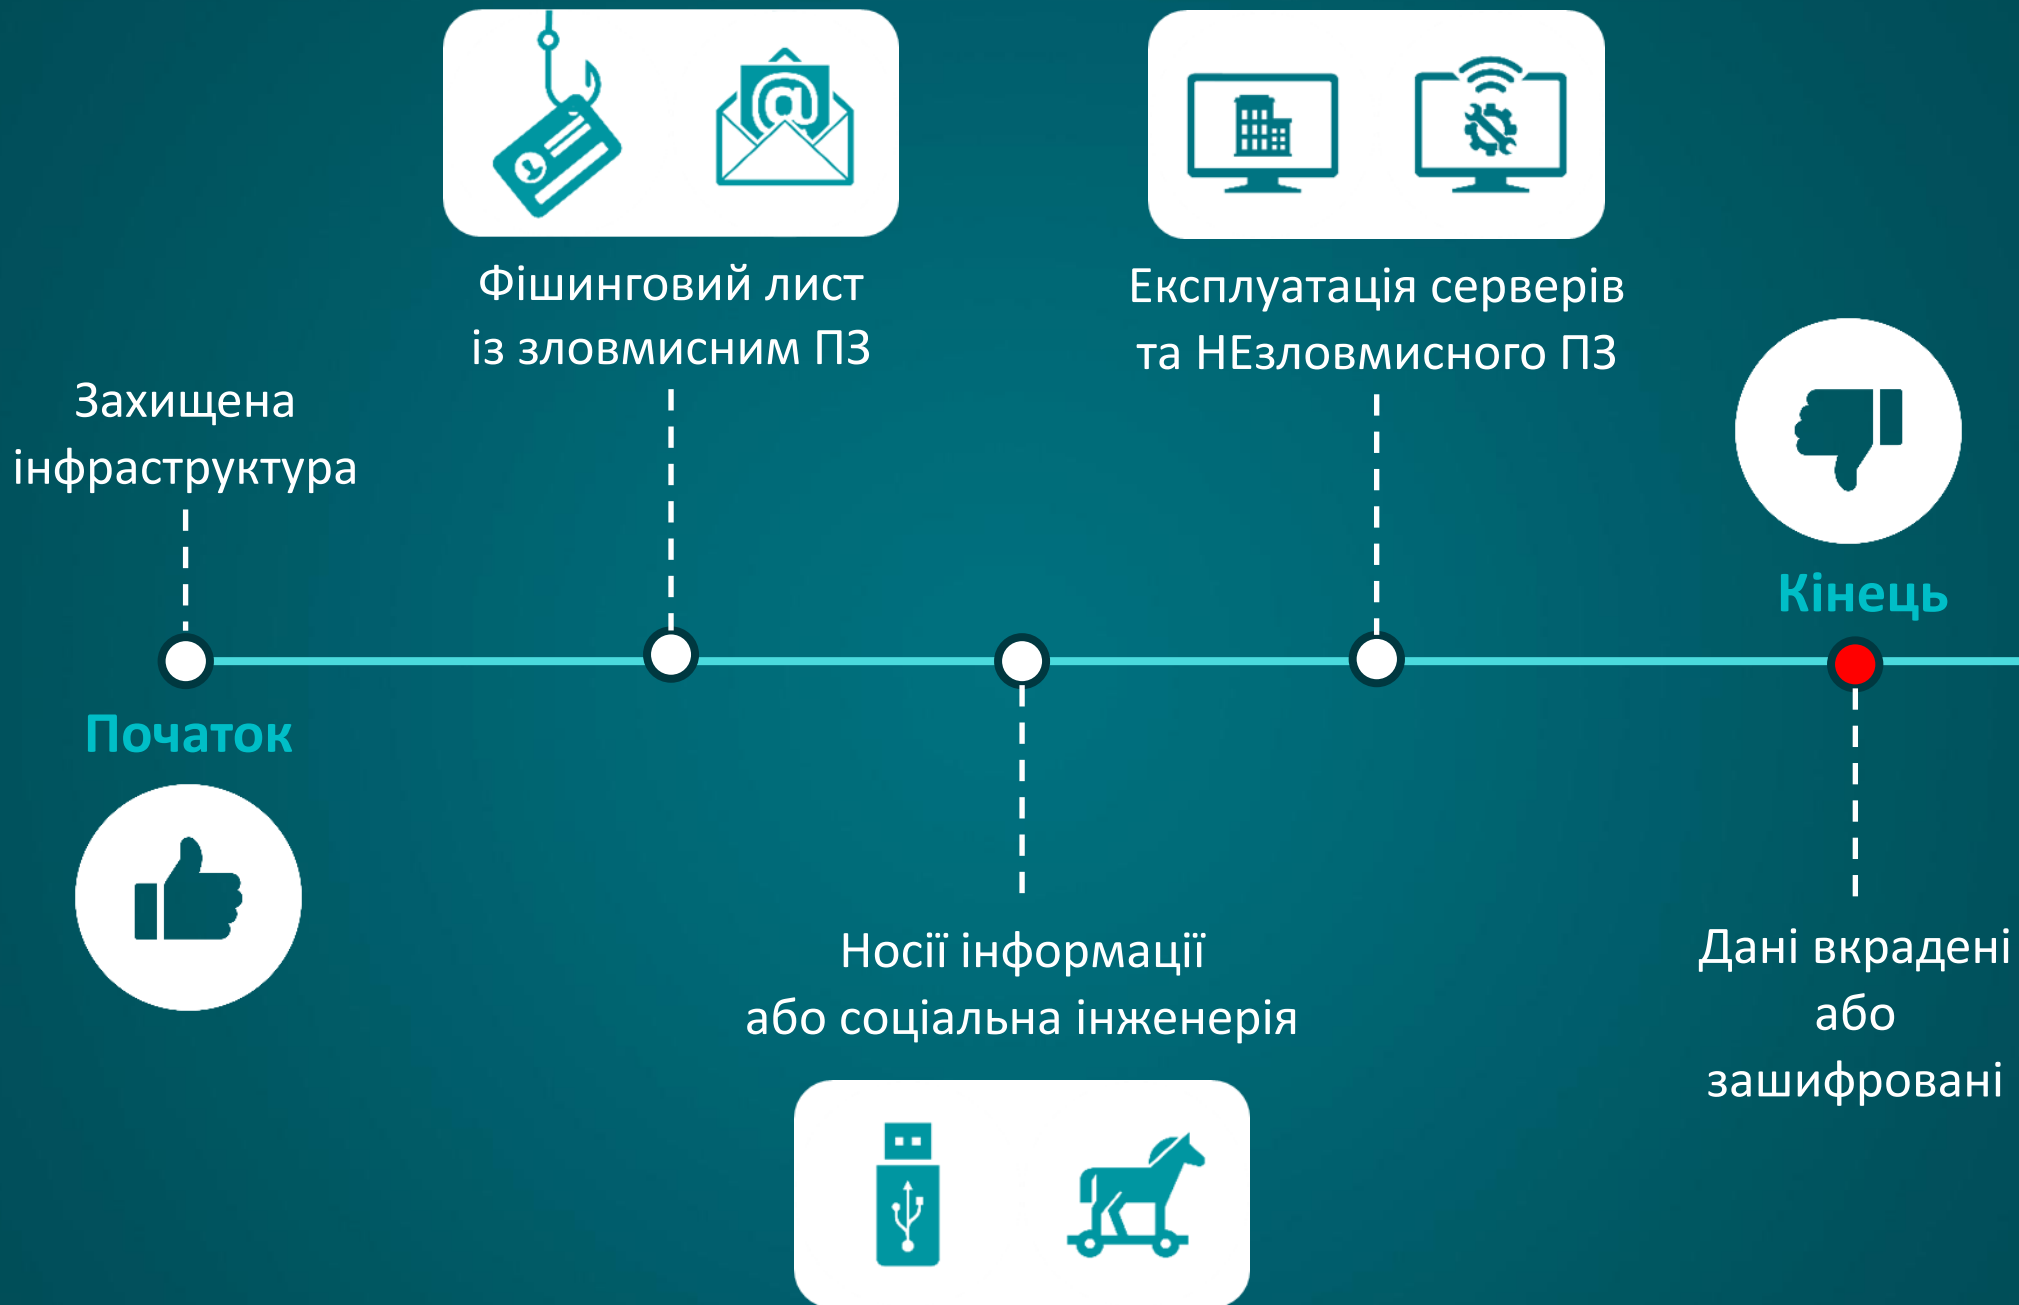 Захищена
інфраструктура
Початок
Фішинговий лист
із зловмисним ПЗ
Носії інформації
або соціальна інженерія
Експлуатація серверів
та НЕзловмисного ПЗ
Кінець
Дані вкрадені
або
зашифровані